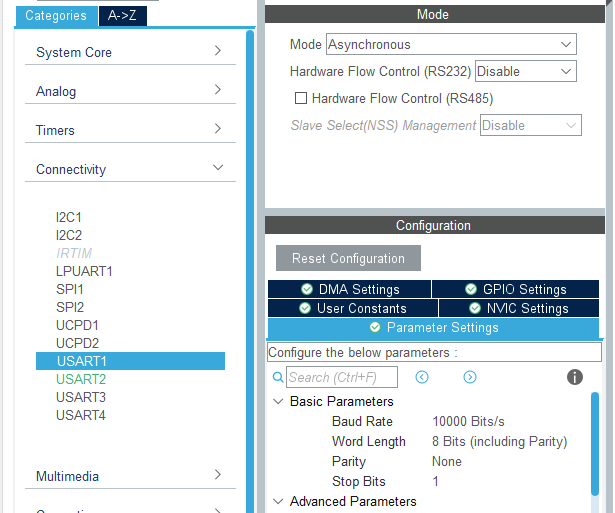 Categories A->Z
System Core
Analog
Timers
Connectivity
I2C1
I2C2
IRTIM
LPUART1
SPI1
SPI2
UCPD1
UCPD2
USART1
USART2
USART3
USART4
Multimedia
Mode
Mode Asynchronous
Hardware Flow Control (RS232) Disable
Hardware Flow Control (RS485)
Slave Select(NSS) Management Disable
Configuration
Reset Configuration
DMA Settings GPIO Settings
User Constants NVIC Settings
Parameter Settings
Configure the below parameters :
Search (Ctrl+F)
Basic Parameters
Baud Rate 10000 Bits/s
Word Length 8 Bits (including Parity)
Parity None
Stop Bits 1
Advanced Parameters